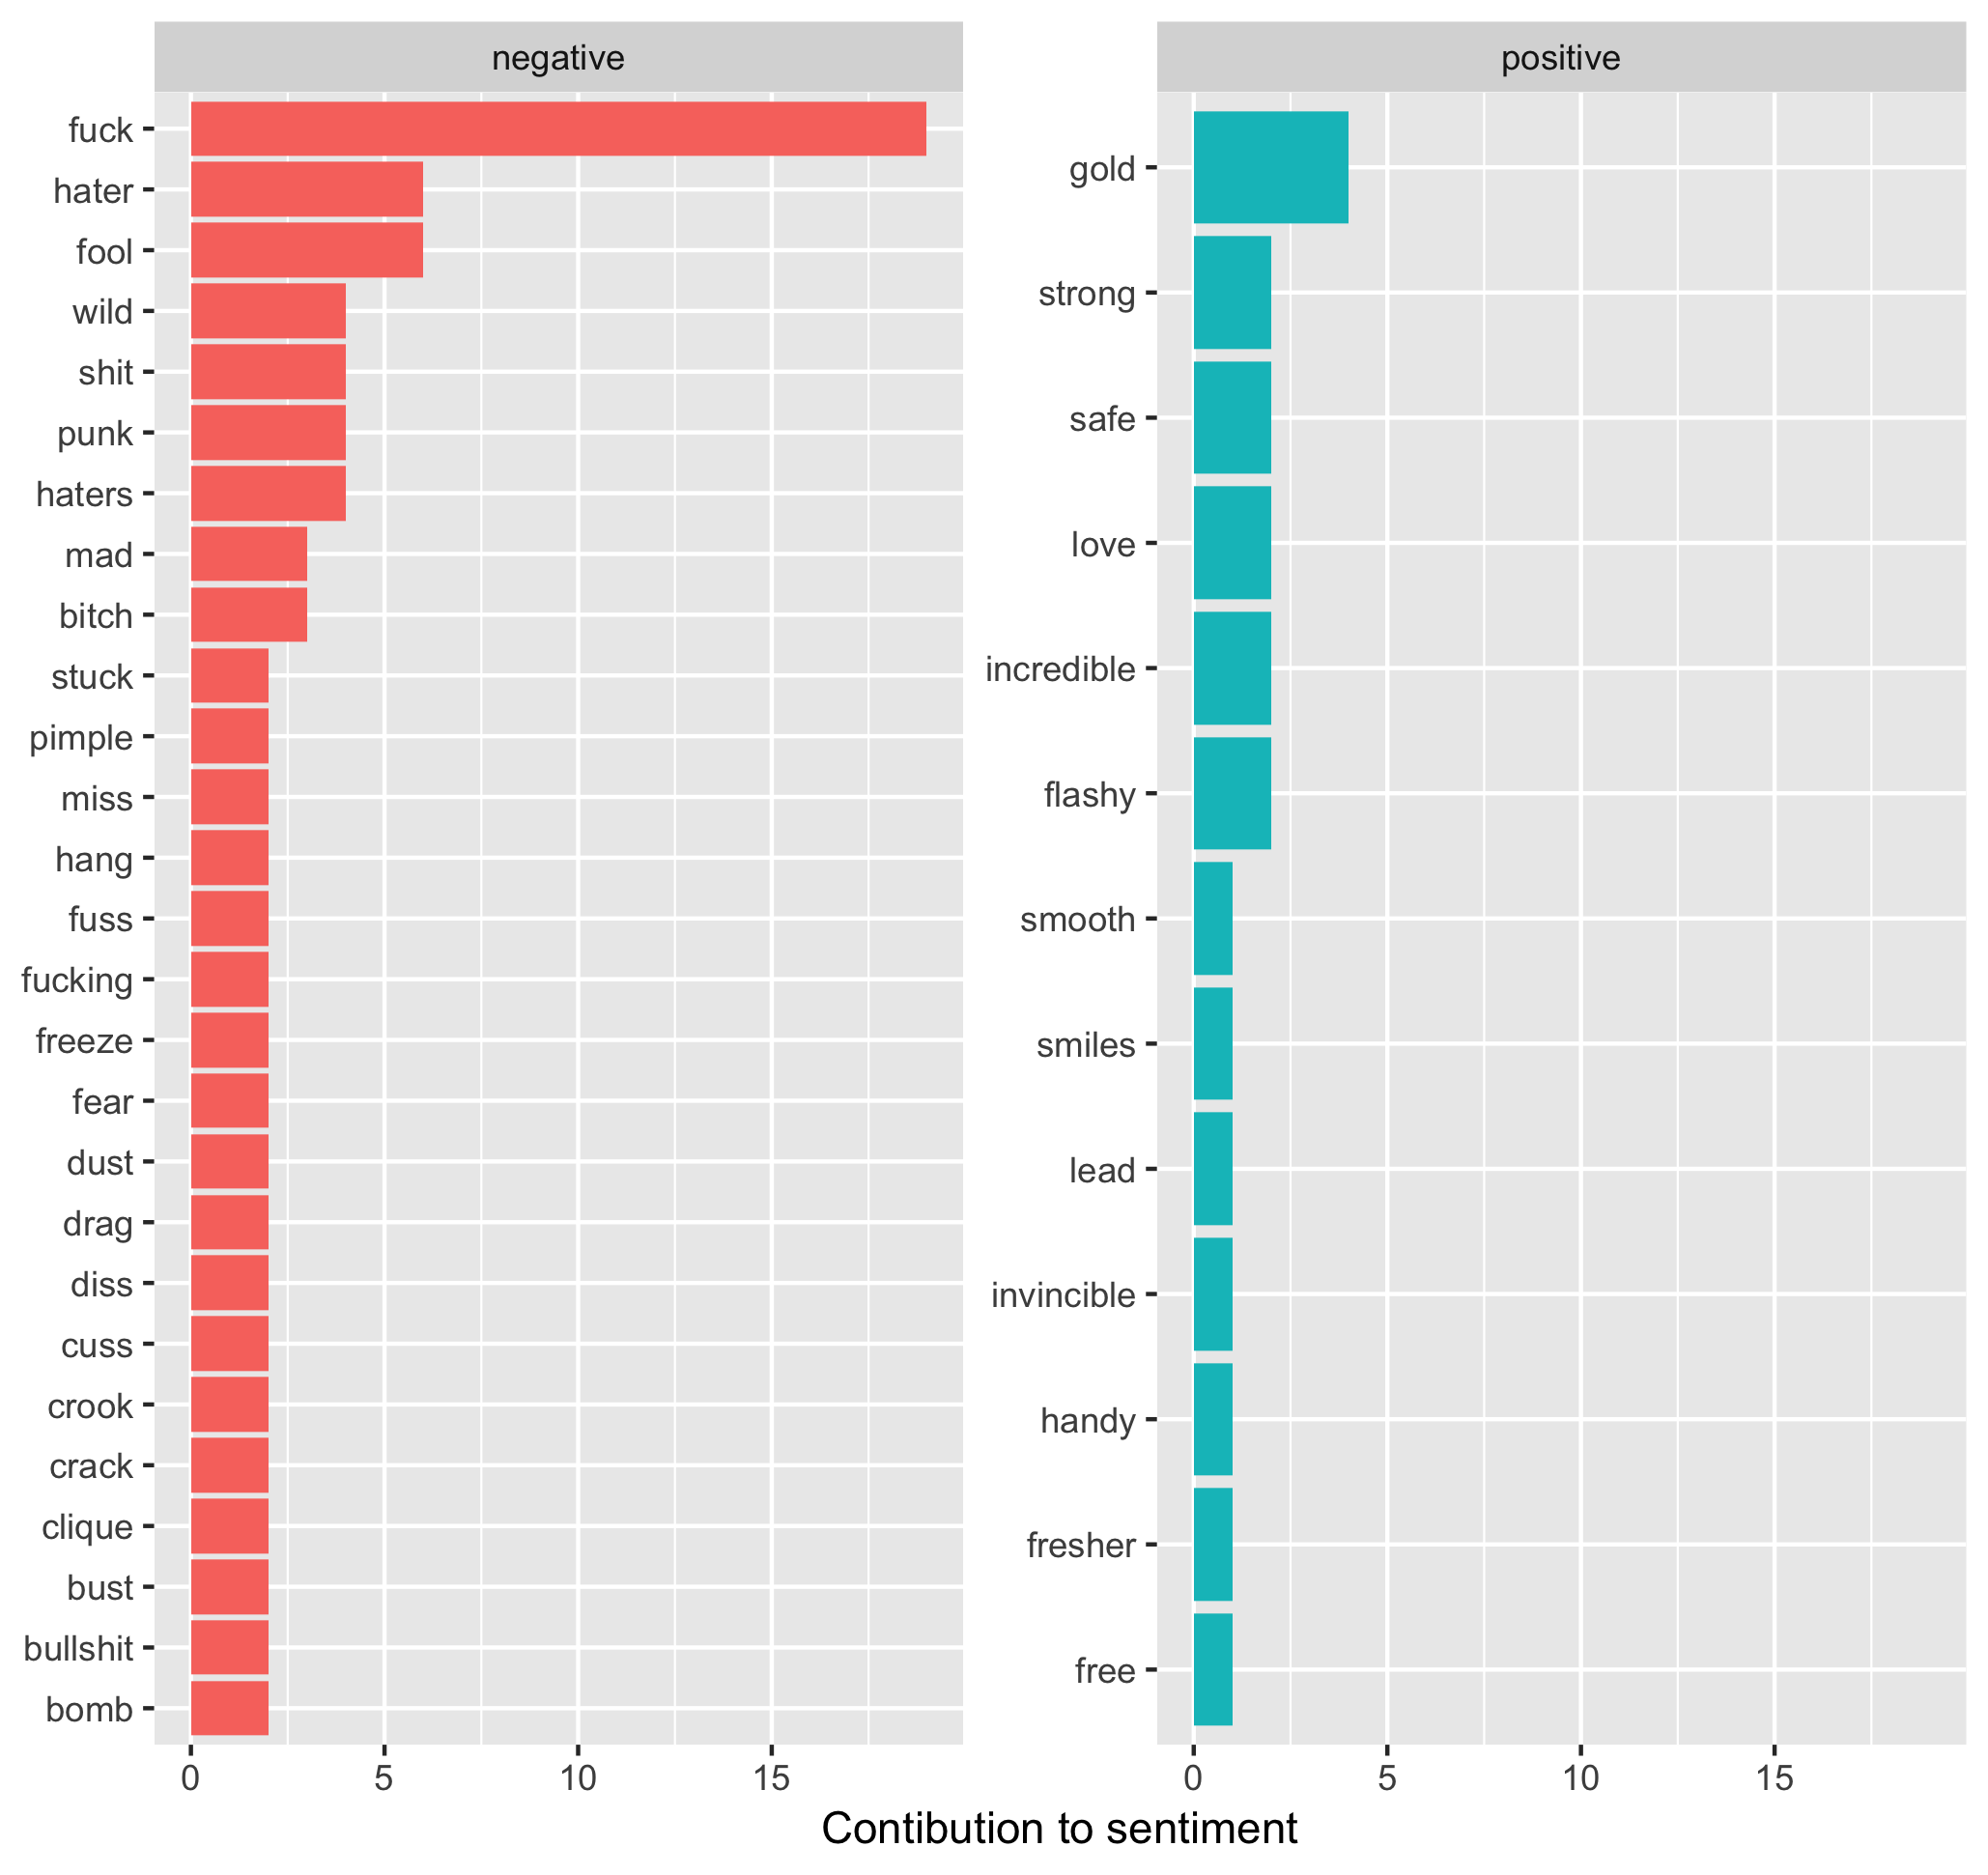 negative
fuck
hater
fool
wild
shit
punk
haters
mad
bitch
stuck
pimple
miss
hang
fuss
fucking
freeze
fear
dust
drag
diss
cuss
crook
crack
clique
bust
bullshit
bomb
0 5 10 15
positive
gold
strong
safe
love
incredible
flashy
smooth
smiles
lead
invincible
handy
fresher
free
0 5 10 15
Contibution to sentiment